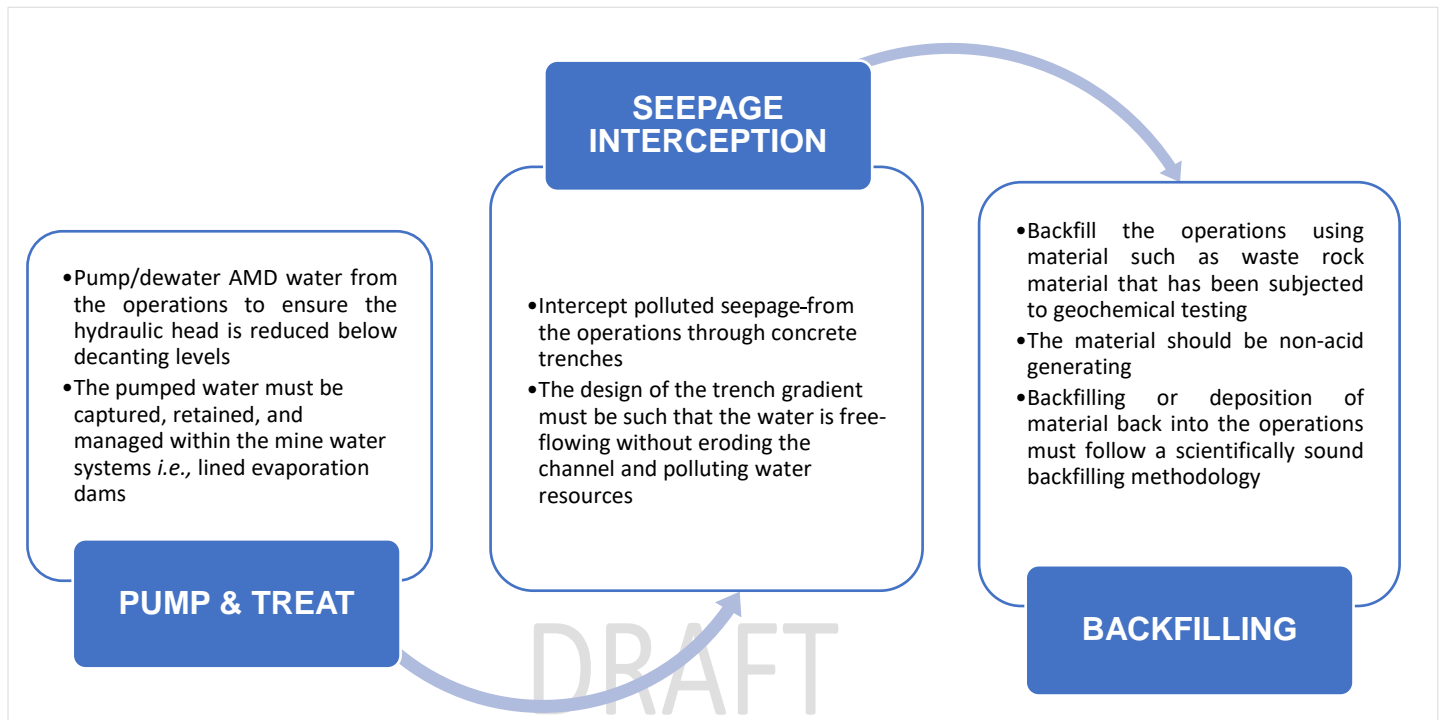 •Pump/dewater AMD water from
the operations to ensure the
hydraulic head is reduced below
decanting levels
•The pumped water must be
captured, retained, and
managed within the mine water
systems i.e., lined evaporation
dams
PUMP & TREAT
SEEPAGE
INTERCEPTION
•Intercept polluted seepage-from
the operations through concrete
trenches
•The design of the trench gradient
must be such that the water is free-
flowing without eroding the
channel and polluting water
resources
•Backfill the operations using
material such as waste rock
material that has been subjected
to geochemical testing
•The material should be non-acid
generating
•Backfilling or deposition of
material back into the operations
must follow a scientifically sound
backfilling methodology
BACKFILLING
DRAFT